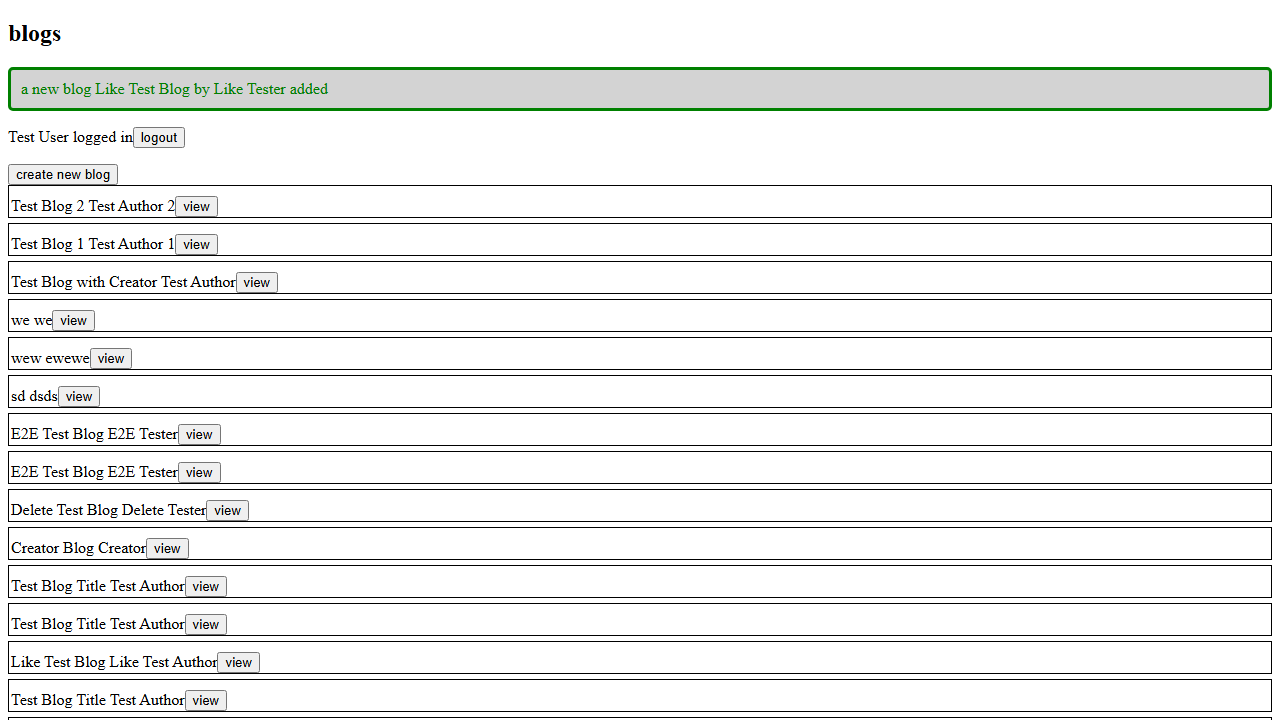 blogs
a new blog Like Test Blog by Like Tester added
Test User logged in logout
create new blog
Test Blog 2 Test Author 2 view
Test Blog 1 Test Author 1 view
Test Blog with Creator Test Author view
we we view
wew ewewe view
sd dsds view
E2E Test Blog E2E Tester view
E2E Test Blog E2E Tester view
Delete Test Blog Delete Tester view
Creator Blog Creator view
Test Blog Title Test Author view
Test Blog Title Test Author view
Like Test Blog Like Test Author view
Test Blog Title Test Author view